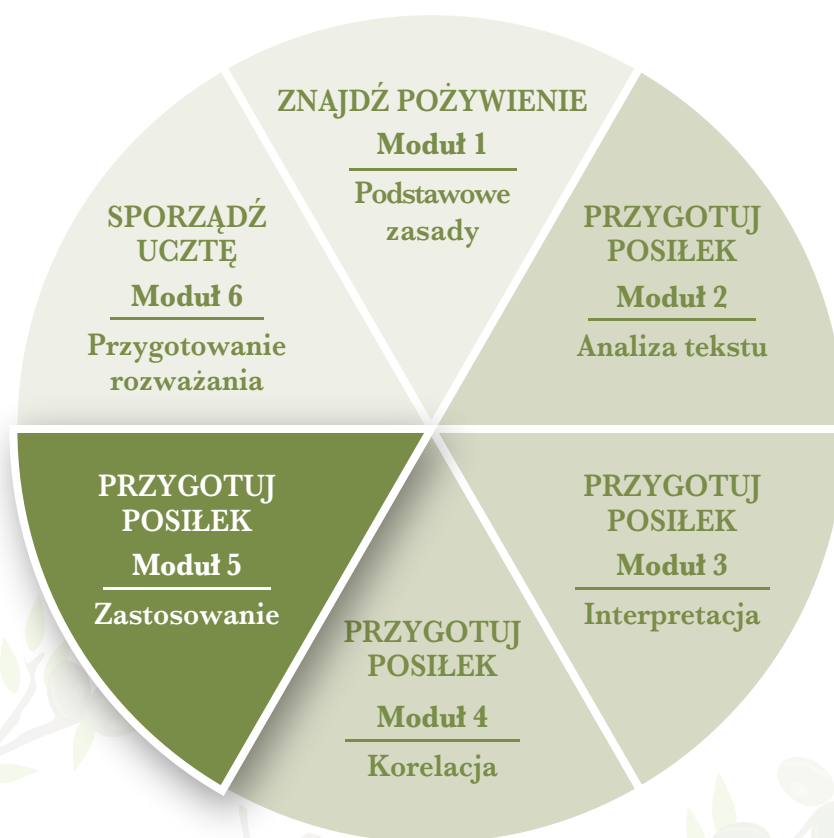 ZNAJDŹ POŻYWIENIE
Moduł 1
Podstawowe
zasady
PRZYGOTUJ
POSIŁEK
Moduł 2
Analiza tekstu
PRZYGOTUJ
POSIŁEK
Moduł 3
Interpretacja
PRZYGOTUJ
POSIŁEK
Moduł 4
Korelacja
PRZYGOTUJ
POSIŁEK
Moduł 5
Zastosowanie
SPORZĄDŹ
UCZTĘ
Moduł 6
Przygotowanie
rozważania